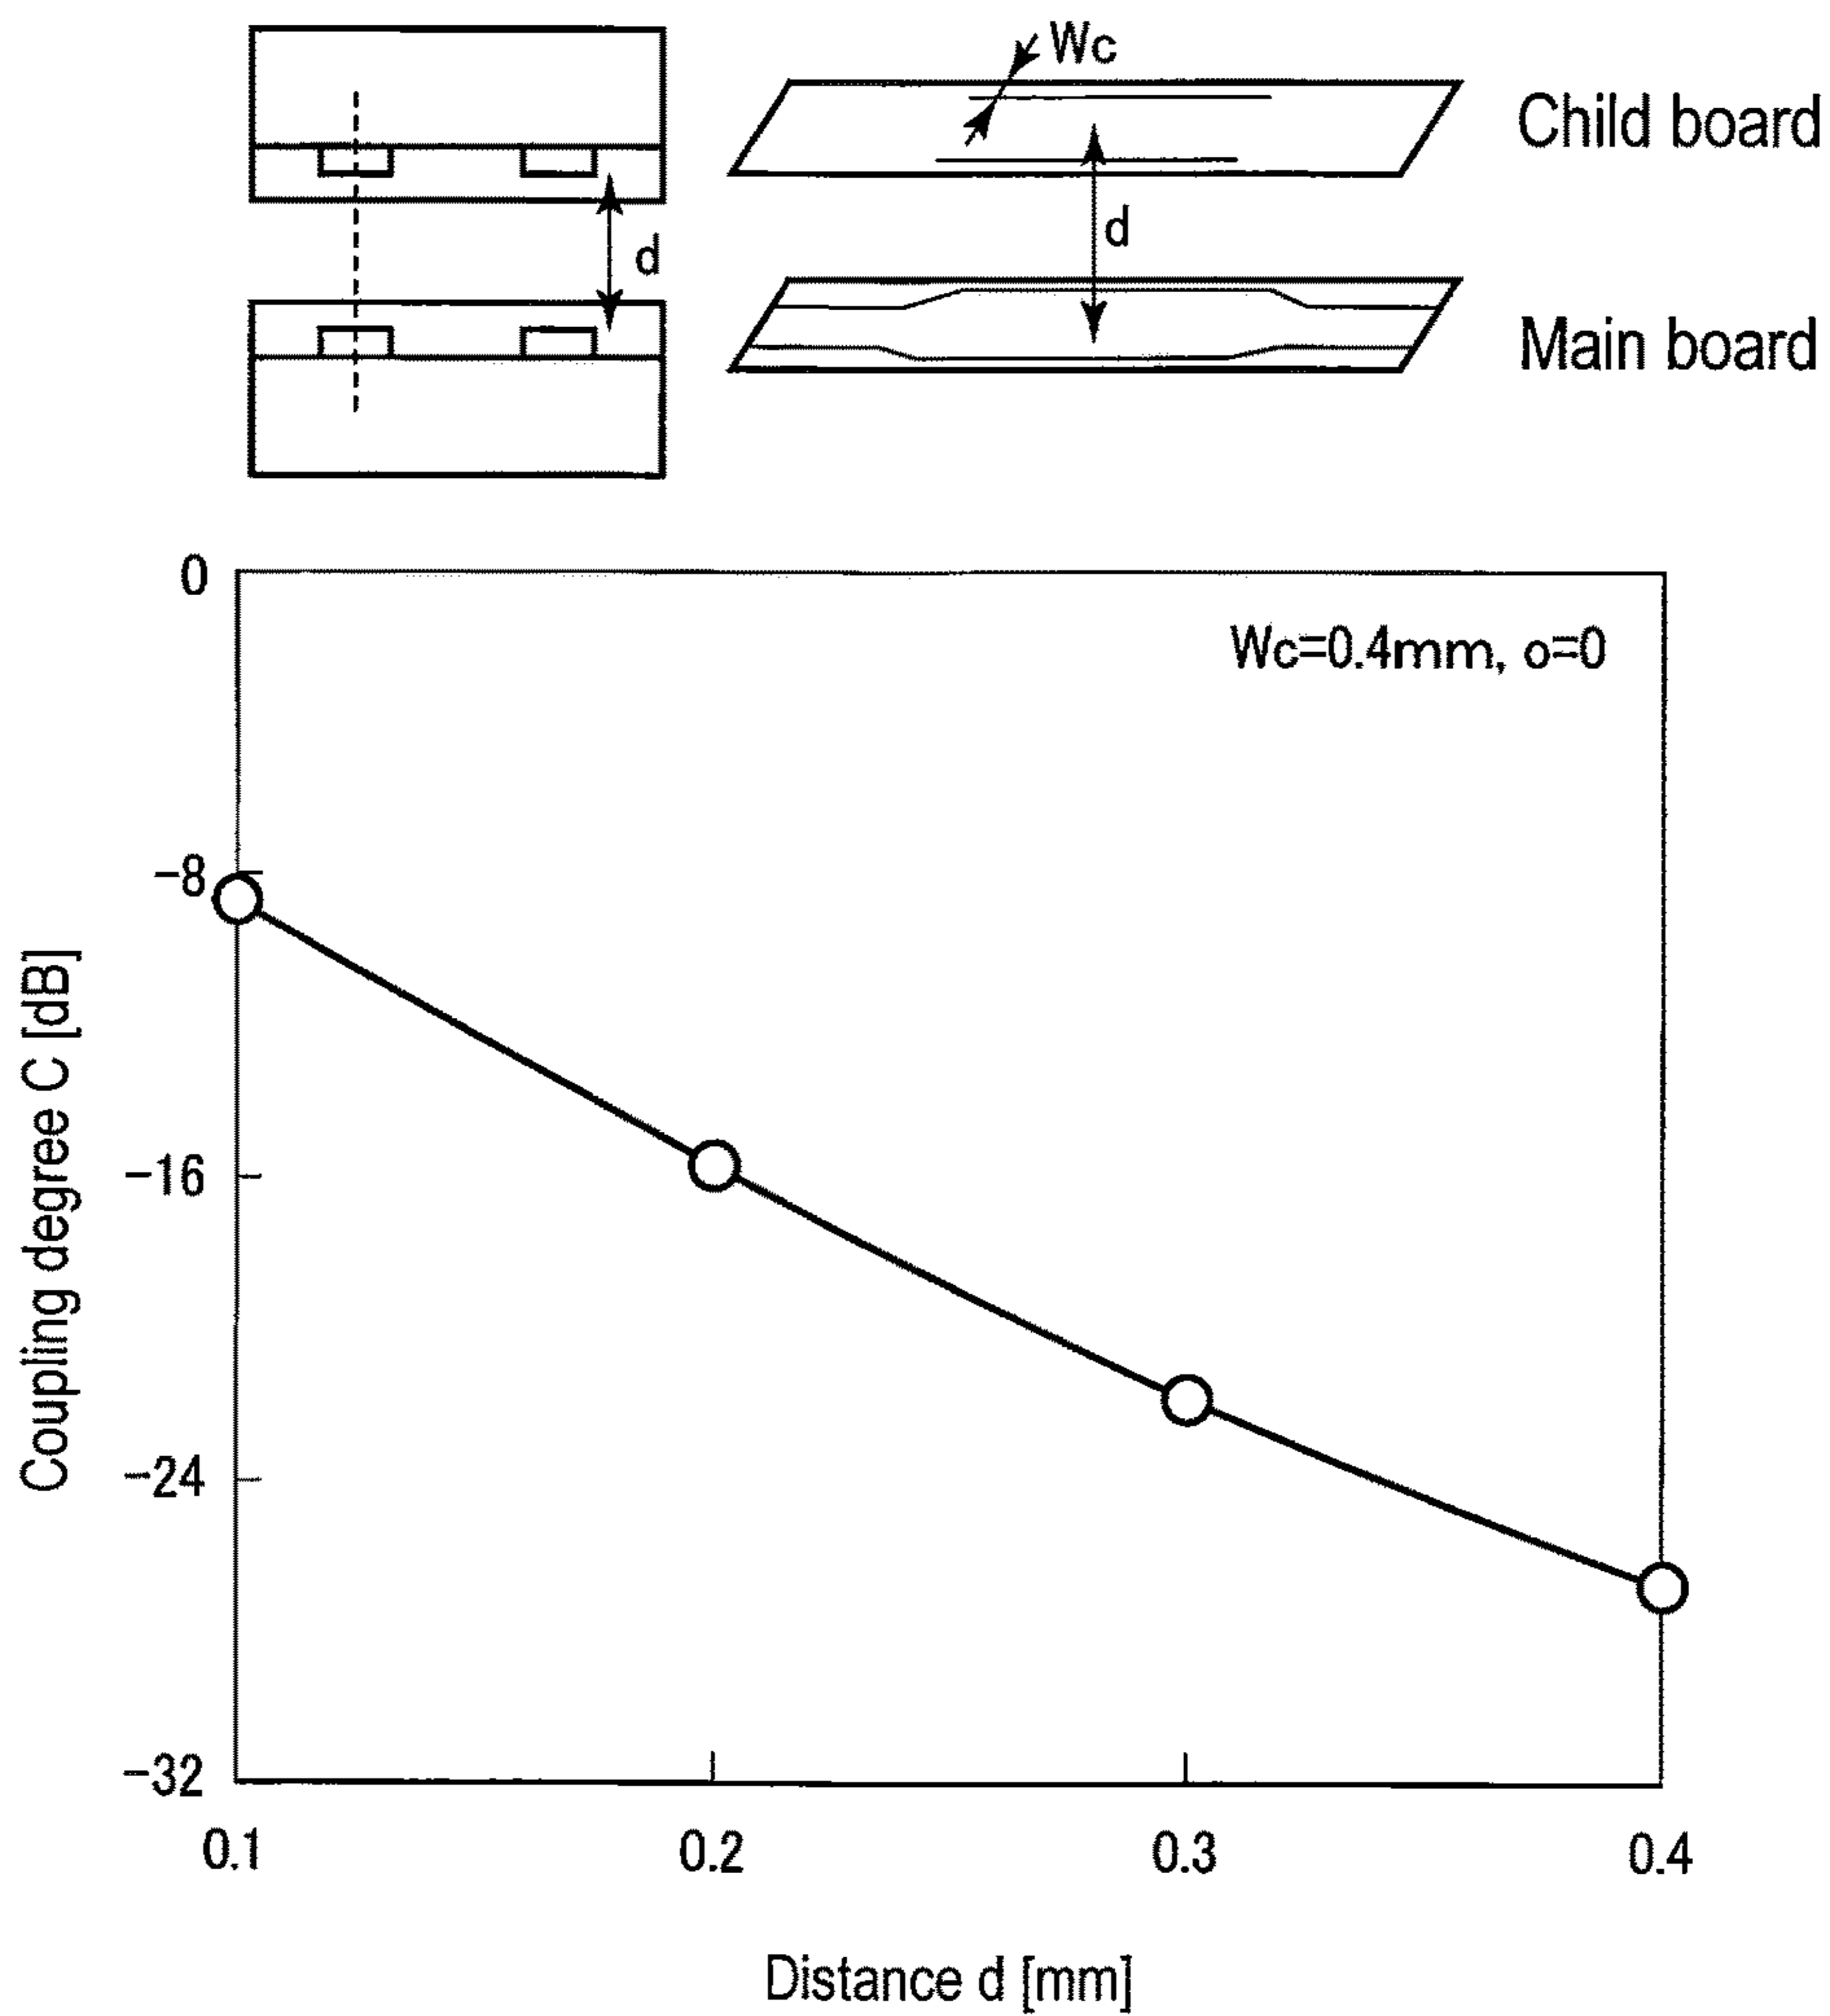 Wc
Child board
d
d
Main board
0
Wc=0.4mm, o=0
-8
-16
-24
-32
Coupling degree C [dB]
0.1
0.2
0.3
0.4
Distance d [mm]